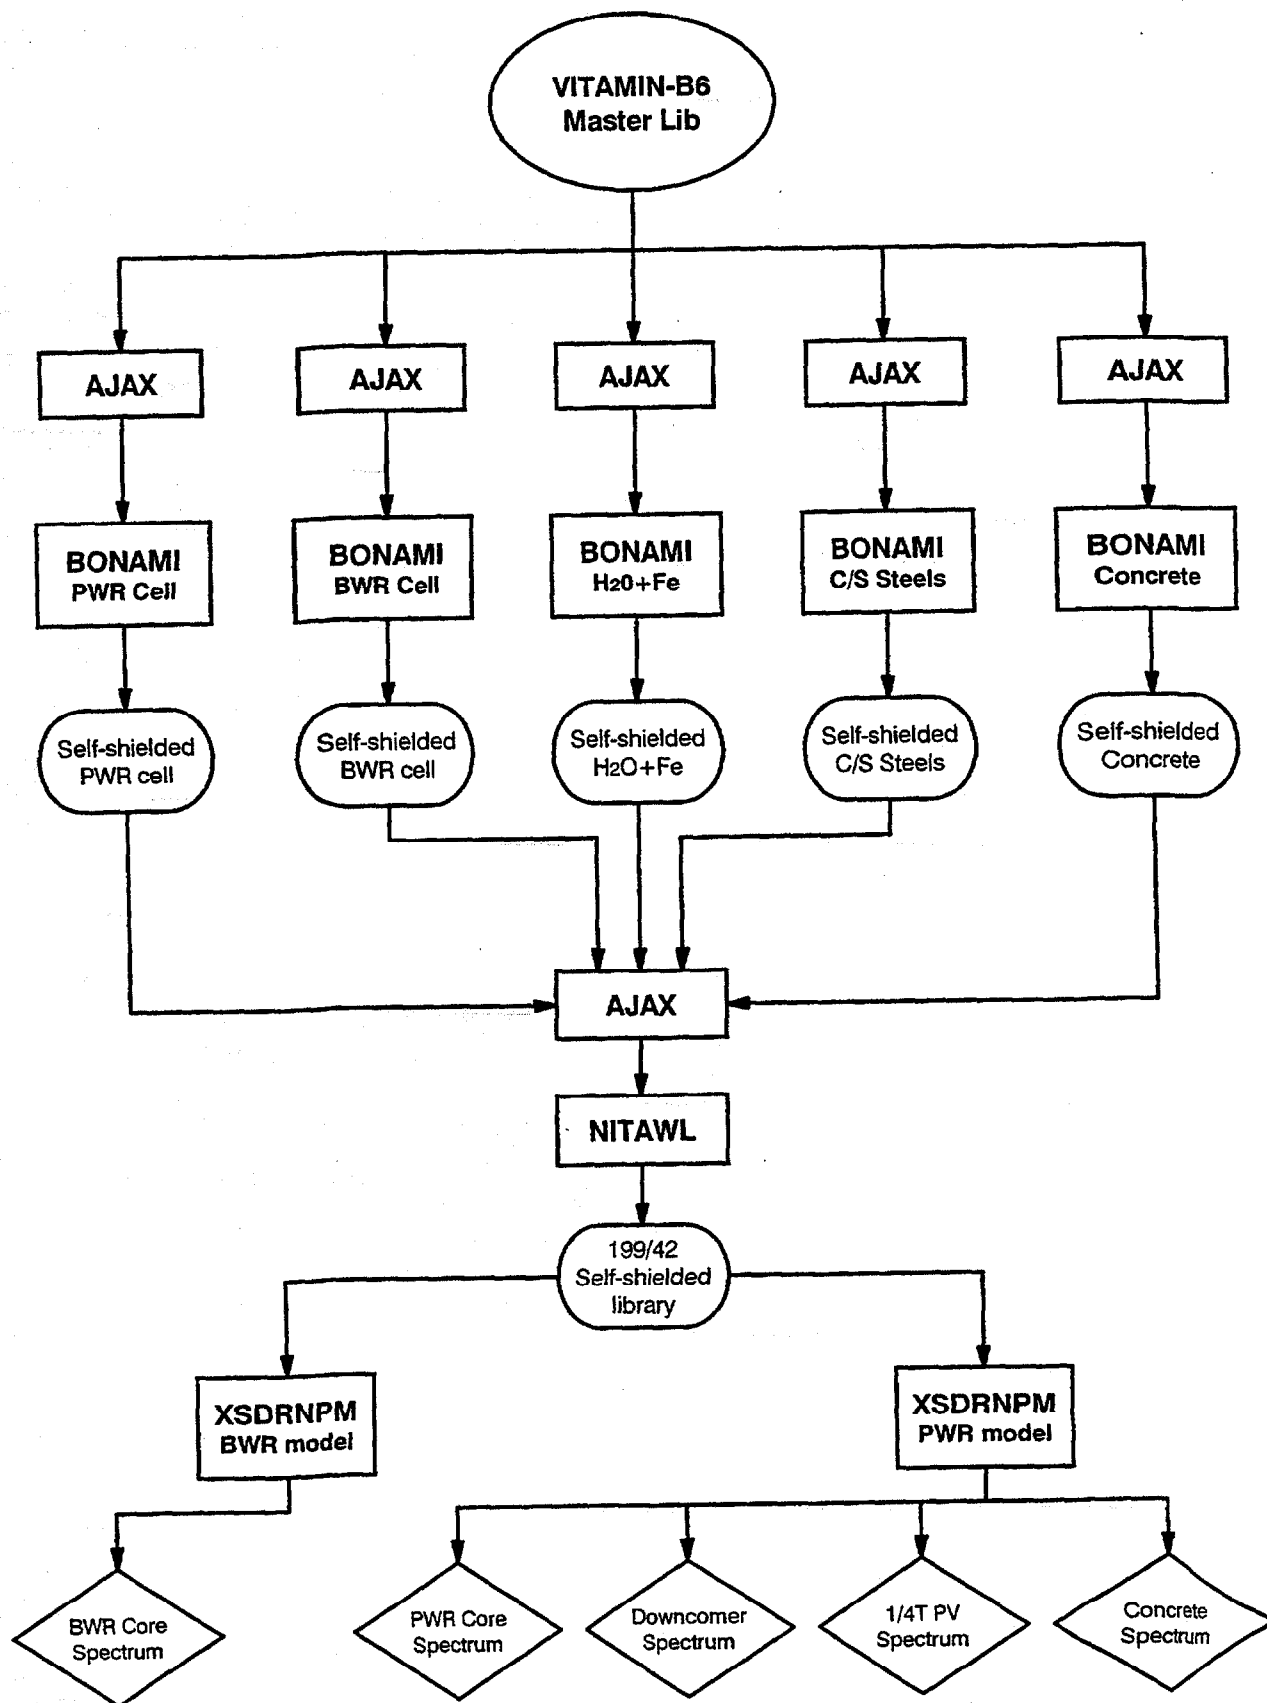 VITAMIN-B6
Master Lib
AJAX
AJAX
AJAX
AJAX
AJAX
BONAMI
PWR Cell
BONAMI
BWR Cell
BONAMI
H20+Fe
BONAMI
C/S Steels
BONAMI
Concrete
Self-shielded
PWR cell
Self-shielded
BWR cell
Self-shielded
H2O+Fe
Self-shielded
C/S Steels
Self-shielded
Concrete
AJAX
NITAWL
199/42
Self-shielded
library
XSDRNPM
BWR model
XSDRNPM
PWR model
BWR Core
Spectrum
PWR Core
Spectrum
Downcomer
Spectrum
1/4T PV
Spectrum
Concrete
Spectrum